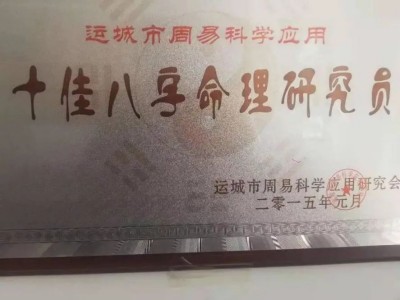 运城市周易科学应用
十佳八字命理研究员
运城市周易科学应用研究会
二零一五年元月